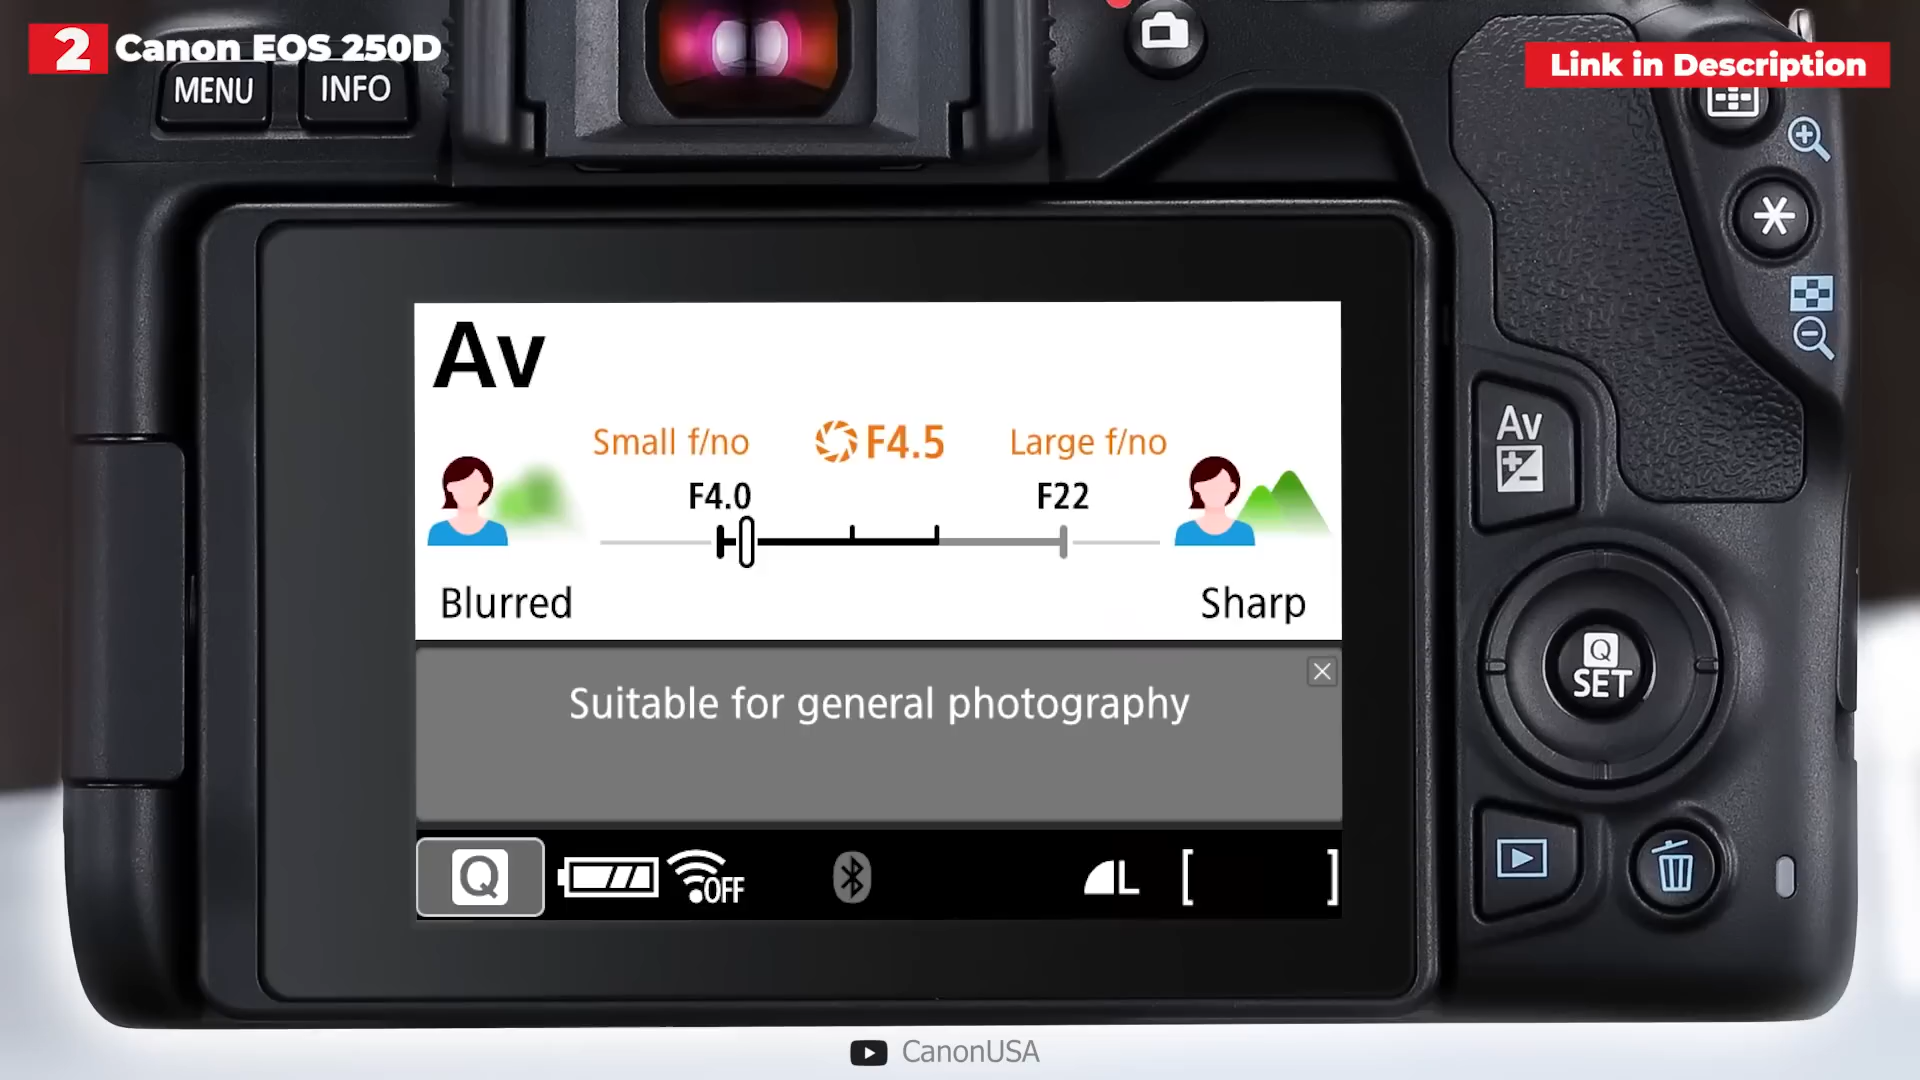 2 Canon EOS 250D
Link in Description
MENU INFO
Av
Small f/no F4.5 Large f/no
F4.0 F22
Blurred Sharp
Suitable for general photography
Q OFF L [ ]
Av
Q
SET
CanonUSA